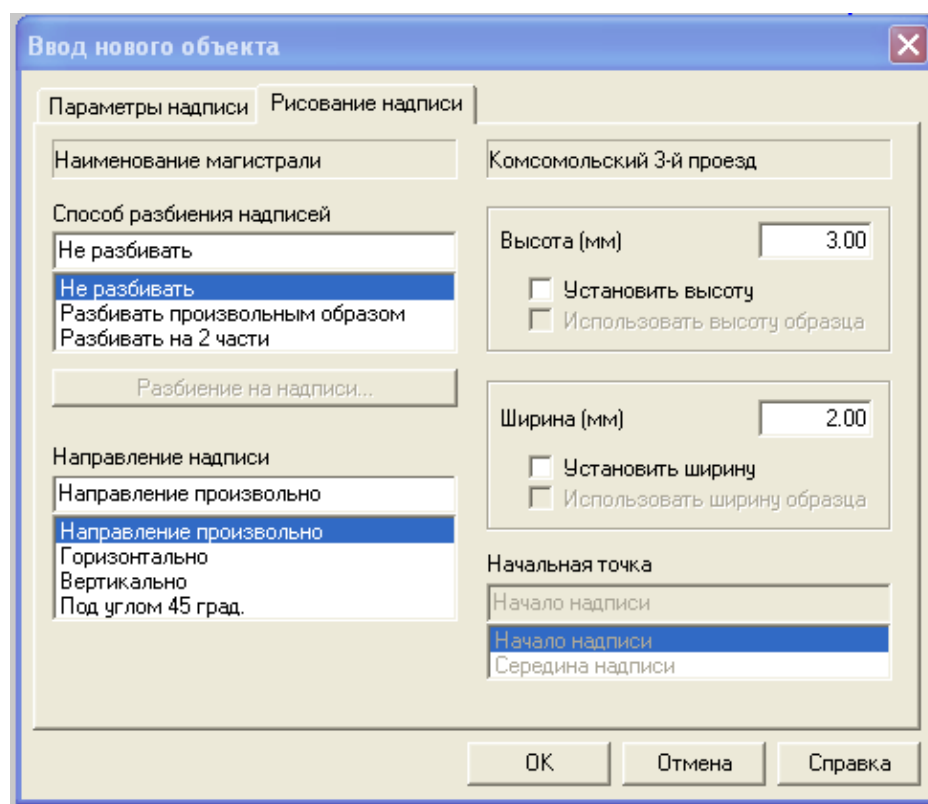 Ввод нового объекта
Параметры надписи
Рисование надписи
Наименование магистрали
Комсомольский 3-й проезд
Способ разбиения надписей
Не разбивать
Не разбивать
Разбивать произвольным образом
Разбивать на 2 части
Разбиение на надписи...
Направление надписи
Направление произвольно
Направление произвольно
Горизонтально
Вертикально
Под углом 45 град.
Высота (мм)
3.00
Установить высоту
Использовать высоту образца
Ширина (мм)
2.00
Установить ширину
Использовать ширину образца
Начальная точка
Начало надписи
Начало надписи
Середина надписи
OK
Отмена
Справка